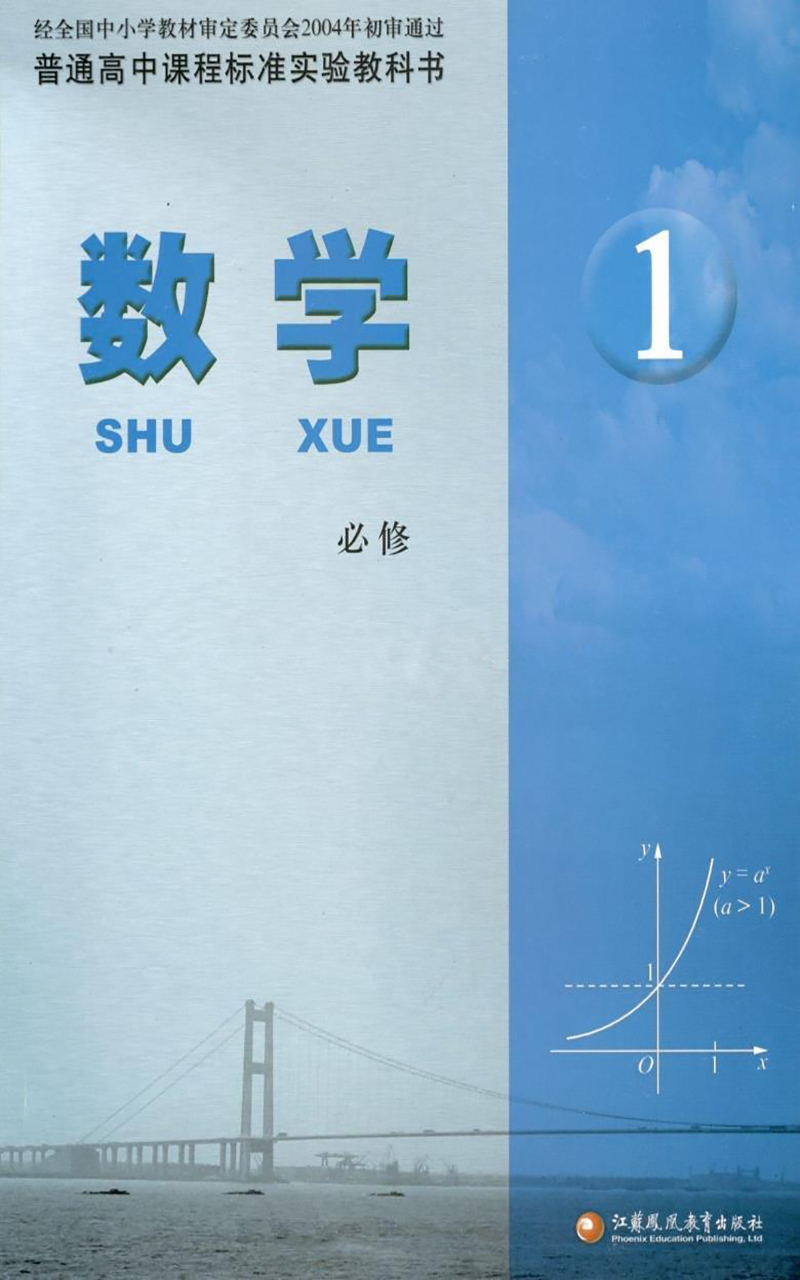 经全国中小学教材审定委员会2004年初审通过
普通高中课程标准实验教科书
数学
SHU XUE
必修
1
y
y = aˣ
(a > 1)
1
O 1 x
江苏凤凰教育出版社
Phoenix Education Publishing, Ltd